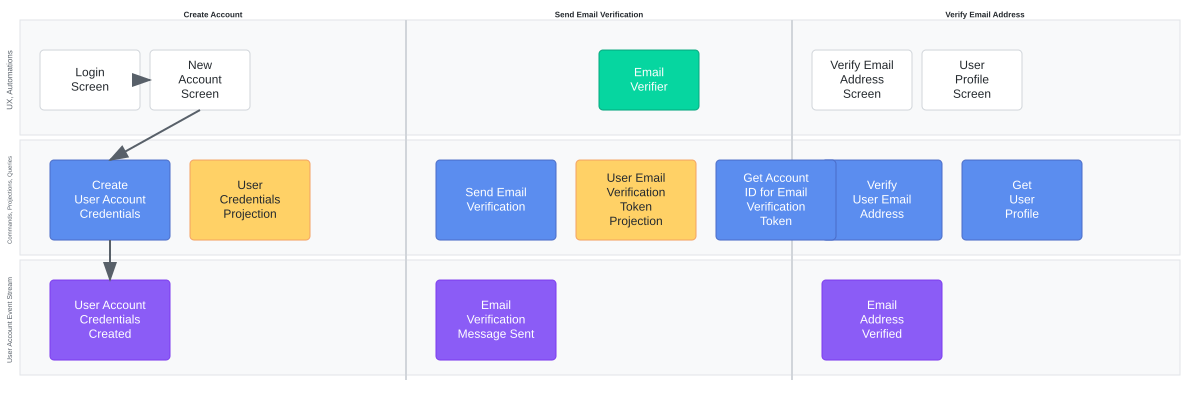 Create Account
Send Email Verification
Verify Email Address
UX, Automations
Login
Screen
New
Account
Screen
Email
Verifier
Verify Email
Address
Screen
User
Profile
Screen
Commands, Projections, Queries
Create
User Account
Credentials
User
Credentials
Projection
Send Email
Verification
User Email
Verification
Token
Projection
Get Account
ID for Email
Verification
Token
Verify
User Email
Address
Get
User
Profile
User Account Event Stream
User Account
Credentials
Created
Email
Verification
Message Sent
Email
Address
Verified